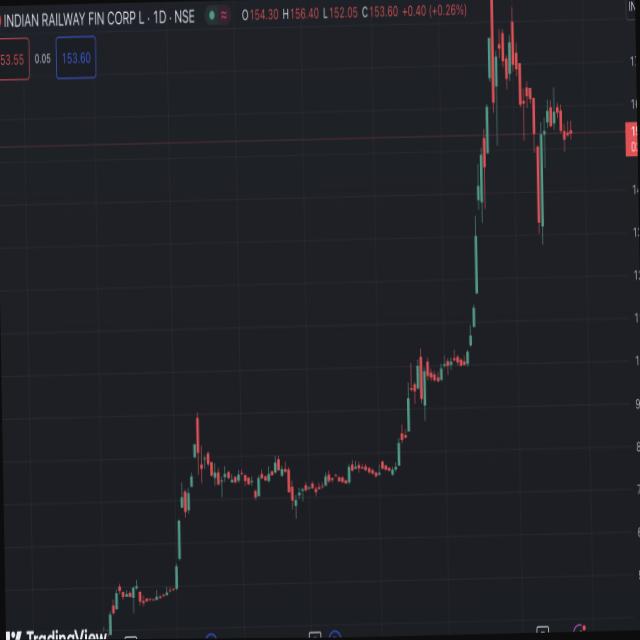 INDIAN RAILWAY FIN CORP L · 1D · NSE O154.30 H156.40 L152.05 C153.60 +0.40 (+0.26%)
53.55 0.05 153.60
TradingView